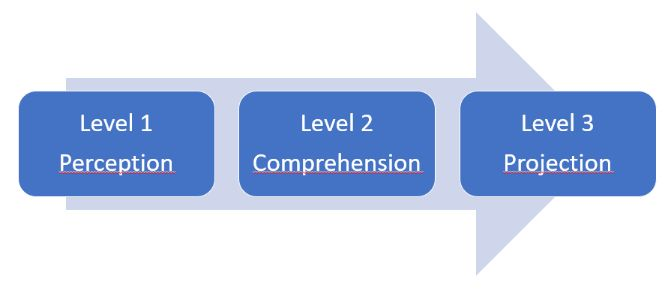 Level 1
Perception
Level 2
Comprehension
Level 3
Projection